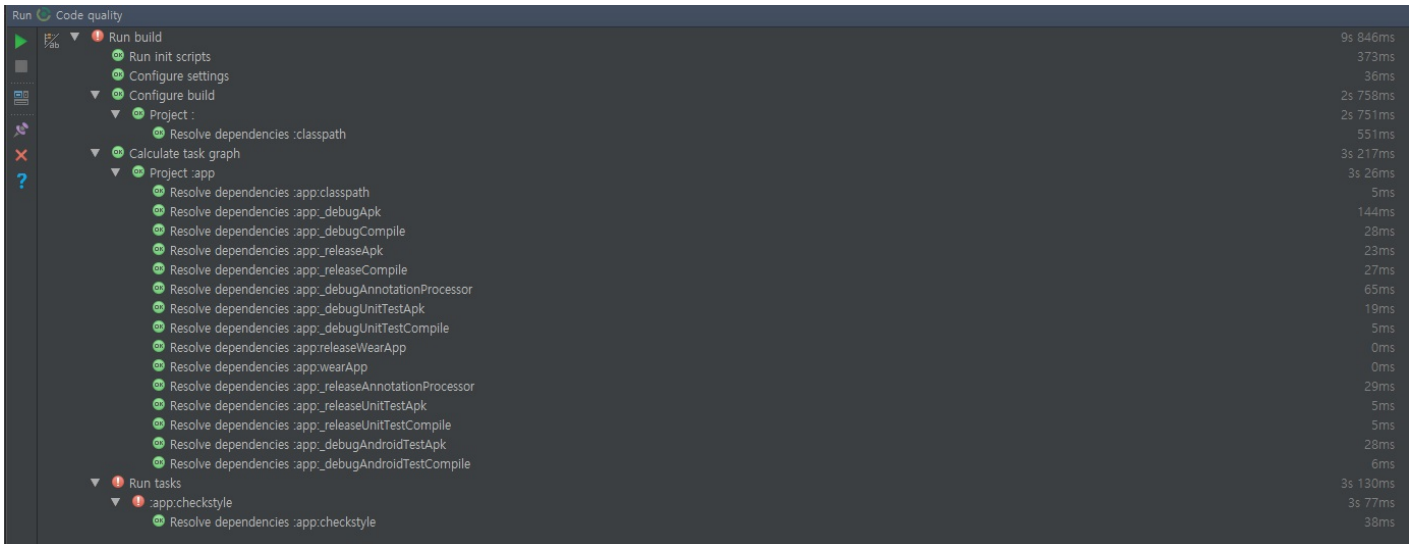 Run Code quality
Run build 9s 846ms
Run init scripts 373ms
Configure settings 36ms
Configure build 2s 758ms
Project : 2s 751ms
Resolve dependencies :classpath 551ms
Calculate task graph 3s 217ms
Project :app 3s 26ms
Resolve dependencies :app:classpath 5ms
Resolve dependencies :app:_debugApk 144ms
Resolve dependencies :app:_debugCompile 28ms
Resolve dependencies :app:_releaseApk 23ms
Resolve dependencies :app:_releaseCompile 27ms
Resolve dependencies :app:_debugAnnotationProcessor 65ms
Resolve dependencies :app:_debugUnitTestApk 19ms
Resolve dependencies :app:_debugUnitTestCompile 5ms
Resolve dependencies :app:releaseWearApp 0ms
Resolve dependencies :app:wearApp 0ms
Resolve dependencies :app:_releaseAnnotationProcessor 29ms
Resolve dependencies :app:_releaseUnitTestApk 5ms
Resolve dependencies :app:_releaseUnitTestCompile 5ms
Resolve dependencies :app:_debugAndroidTestApk 28ms
Resolve dependencies :app:_debugAndroidTestCompile 6ms
Run tasks 3s 130ms
:app:checkstyle 3s 77ms
Resolve dependencies :app:checkstyle 38ms